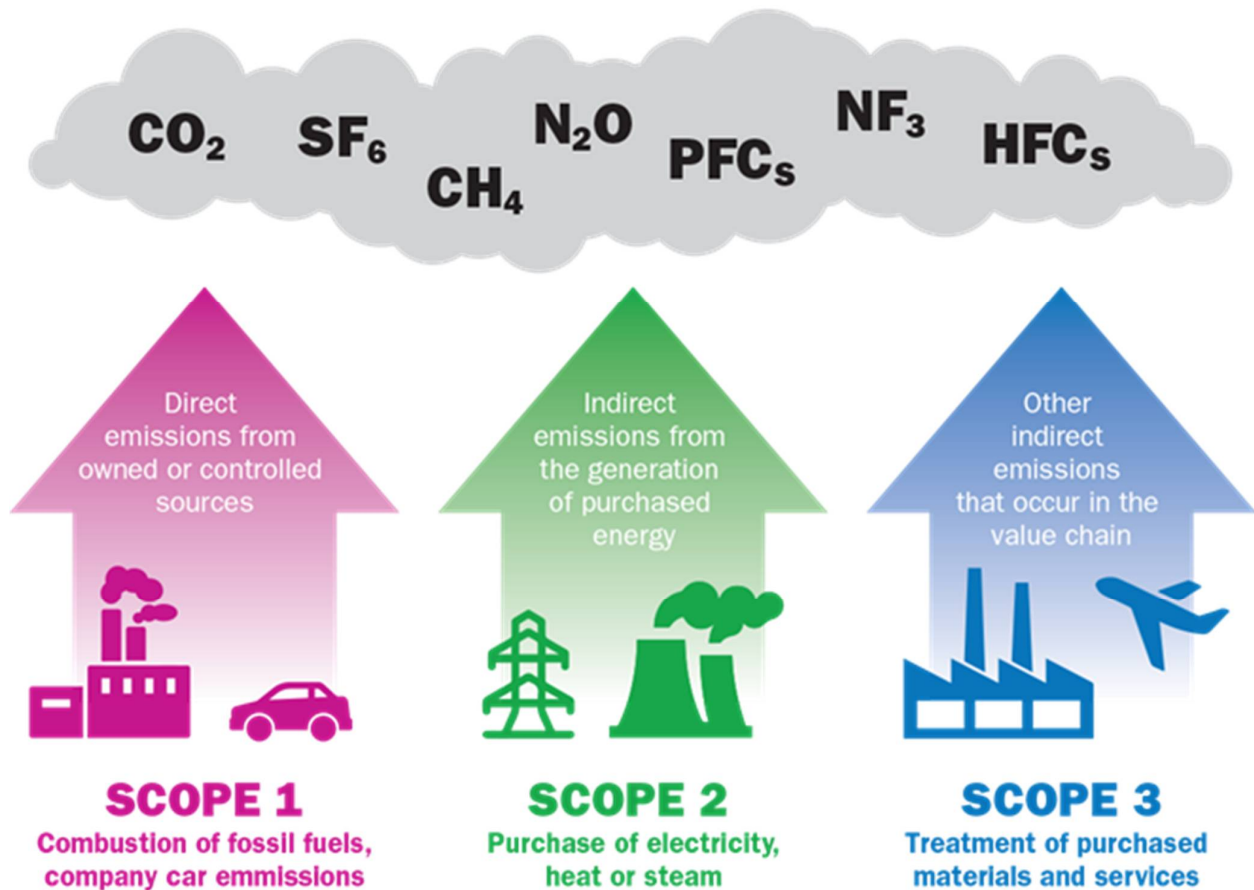 CO₂ SF₆ CH₄ N₂O PFCs NF₃ HFCs
Direct
emissions from
owned or controlled
sources
Indirect
emissions from
the generation
of purchased
energy
Other
indirect
emissions
that occur in the
value chain
SCOPE 1
Combustion of fossil fuels,
company car emmissions
SCOPE 2
Purchase of electricity,
heat or steam
SCOPE 3
Treatment of purchased
materials and services